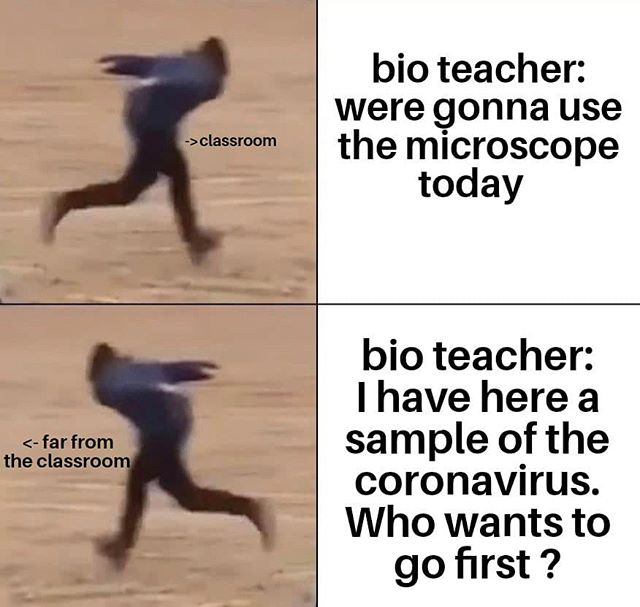 bio teacher:
were gonna use
the microscope
today
->classroom
bio teacher:
I have here a
sample of the
coronavirus.
Who wants to
go first ?
<- far from
the classroom